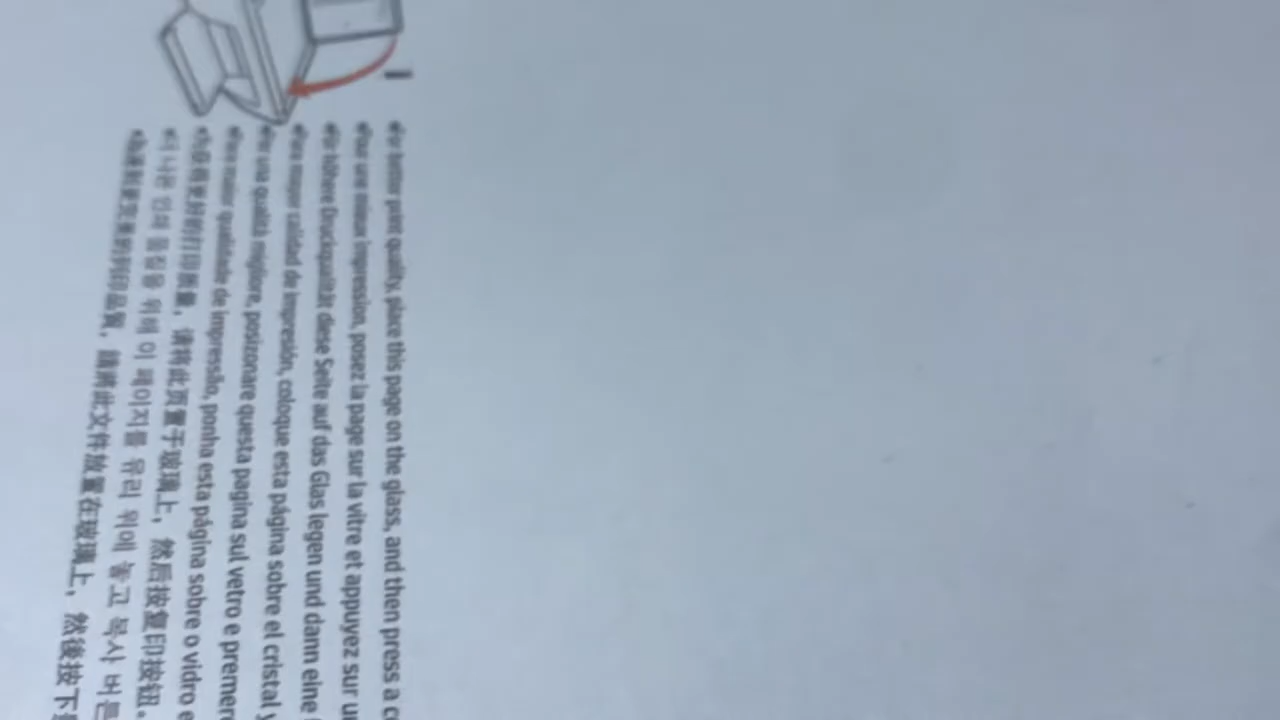 For better print quality, place this page on the glass, and then press a
Pour une mieux impression, posez la page sur la vitre et appuyez sur
für höhere Druckqualität diese Seite auf das Glas legen und dann eine
Para mayor calidad de impresión, coloque esta página sobre el cristal y
Per una qualità migliore, posizonare questa pagina sul vetro e
Para maior qualidade de impressão, ponha esta página sobre o vidro e
为获得更好的打印质量，请将此页置于玻璃上，然后按复印按钮。
더 나은 인쇄 품질을 위해 이 페이지를 유리 위에 놓고 복사 버튼
為達到更完美的列印品質，請將此文件放置在玻璃上，然後按下